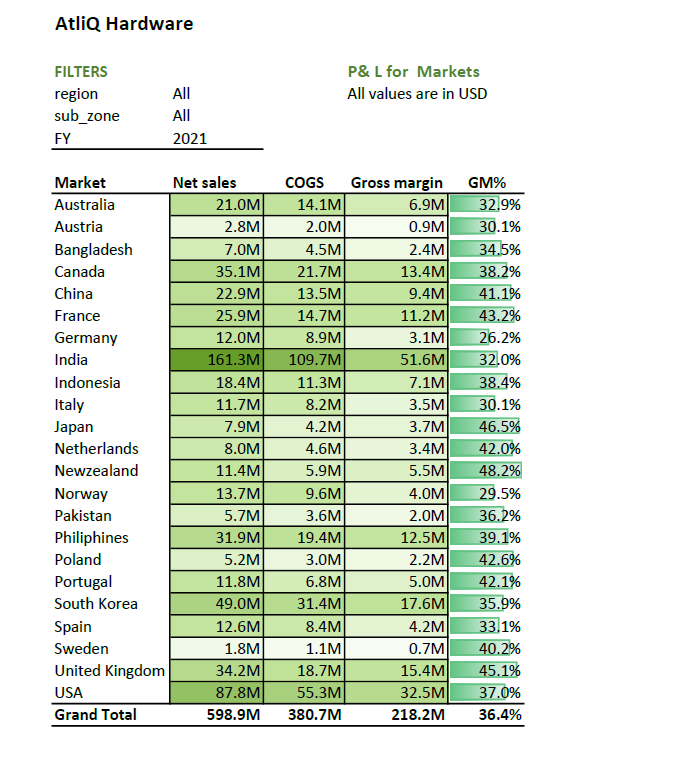 AtliQ Hardware
FILTERS P& L for Markets
region All All values are in USD
sub_zone All
FY 2021
Market Net sales COGS Gross margin GM%
Australia 21.0M 14.1M 6.9M 32.9%
Austria 2.8M 2.0M 0.9M 30.1%
Bangladesh 7.0M 4.5M 2.4M 34.5%
Canada 35.1M 21.7M 13.4M 38.2%
China 22.9M 13.5M 9.4M 41.1%
France 25.9M 14.7M 11.2M 43.2%
Germany 12.0M 8.9M 3.1M 26.2%
India 161.3M 109.7M 51.6M 32.0%
Indonesia 18.4M 11.3M 7.1M 38.4%
Italy 11.7M 8.2M 3.5M 30.1%
Japan 7.9M 4.2M 3.7M 46.5%
Netherlands 8.0M 4.6M 3.4M 42.0%
Newzealand 11.4M 5.9M 5.5M 48.2%
Norway 13.7M 9.6M 4.0M 29.5%
Pakistan 5.7M 3.6M 2.0M 36.2%
Philiphines 31.9M 19.4M 12.5M 39.1%
Poland 5.2M 3.0M 2.2M 42.6%
Portugal 11.8M 6.8M 5.0M 42.1%
South Korea 49.0M 31.4M 17.6M 35.9%
Spain 12.6M 8.4M 4.2M 33.1%
Sweden 1.8M 1.1M 0.7M 40.2%
United Kingdom 34.2M 18.7M 15.4M 45.1%
USA 87.8M 55.3M 32.5M 37.0%
Grand Total 598.9M 380.7M 218.2M 36.4%